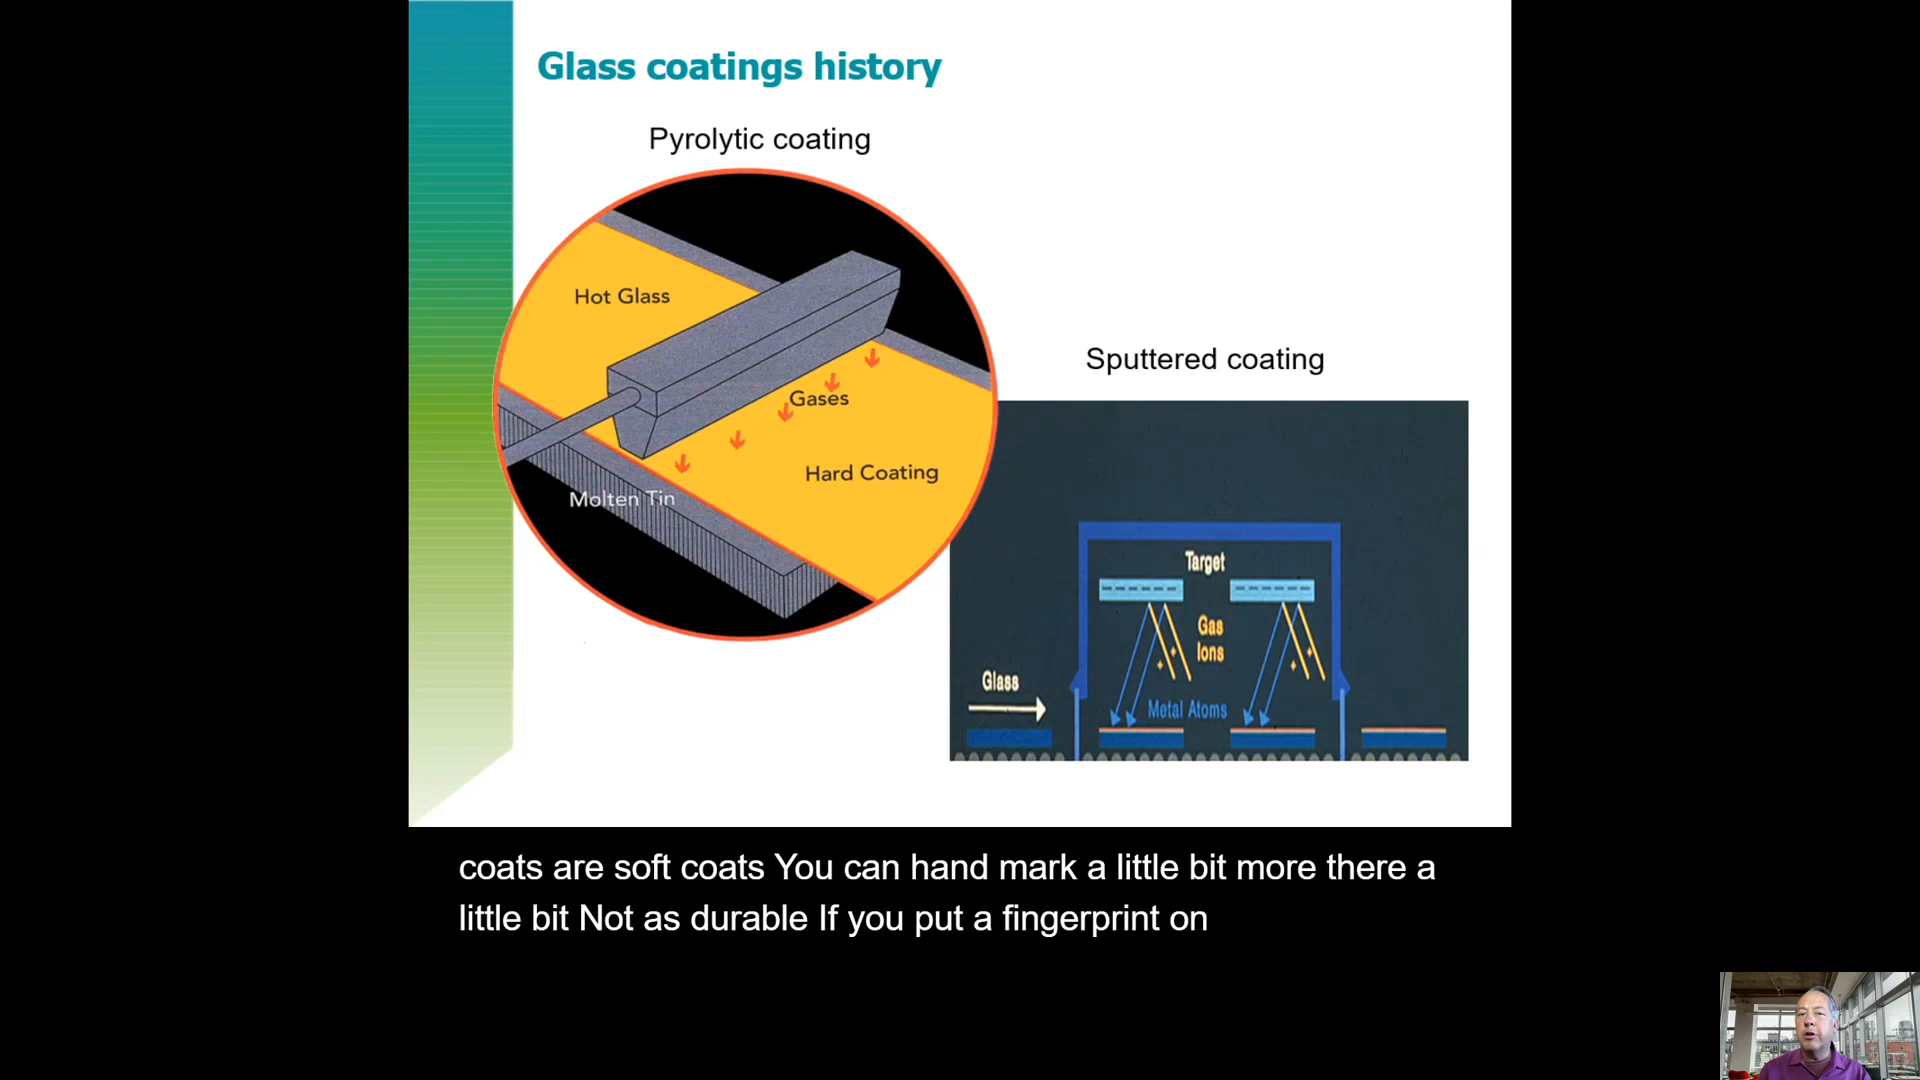 Glass coatings history
Pyrolytic coating
Hot Glass
Gases
Hard Coating
Molten Tin
Sputtered coating
Target
Gas
Ions
Glass
Metal Atoms
coats are soft coats You can hand mark a little bit more there a
little bit Not as durable If you put a fingerprint on